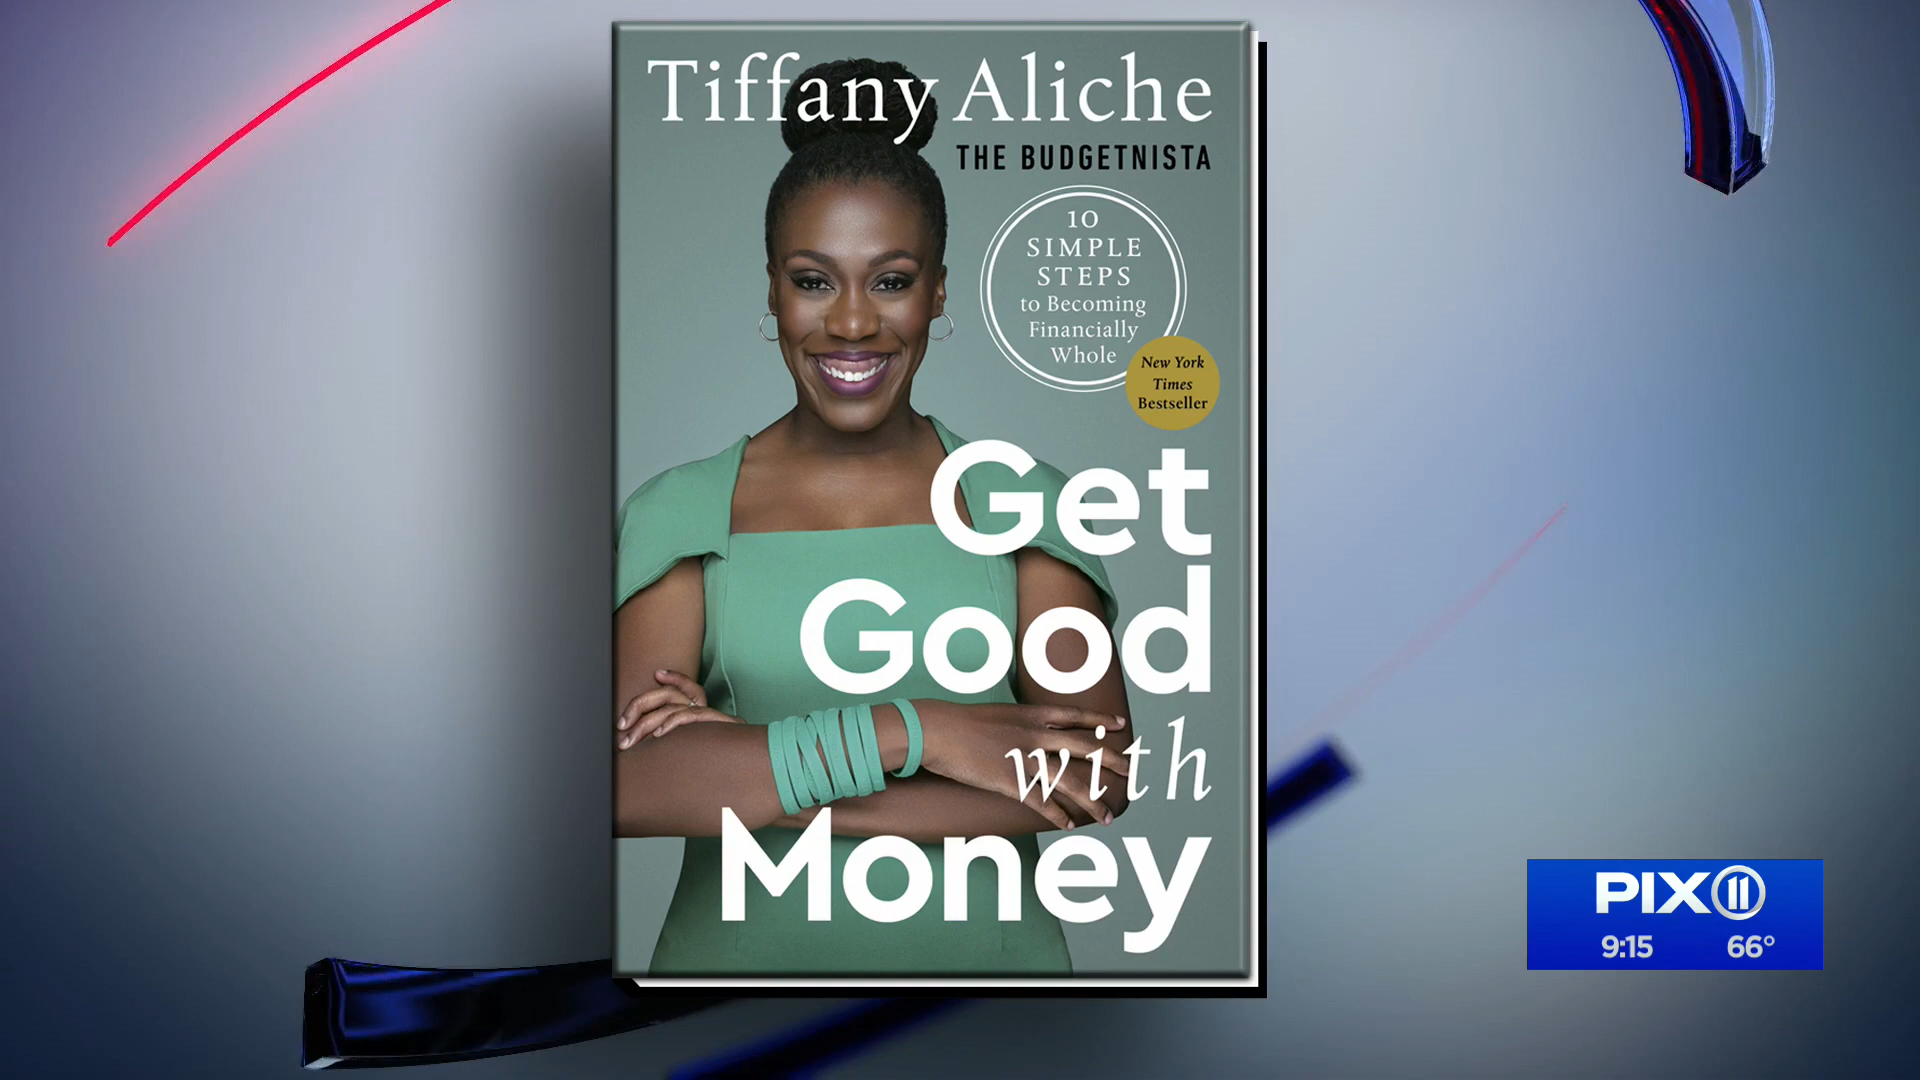 Tiffany Aliche
THE BUDGETNISTA
10
SIMPLE
STEPS
to Becoming
Financially
Whole
New York
Times
Bestseller
Get
Good
with
Money
PIX11
9:15 66°